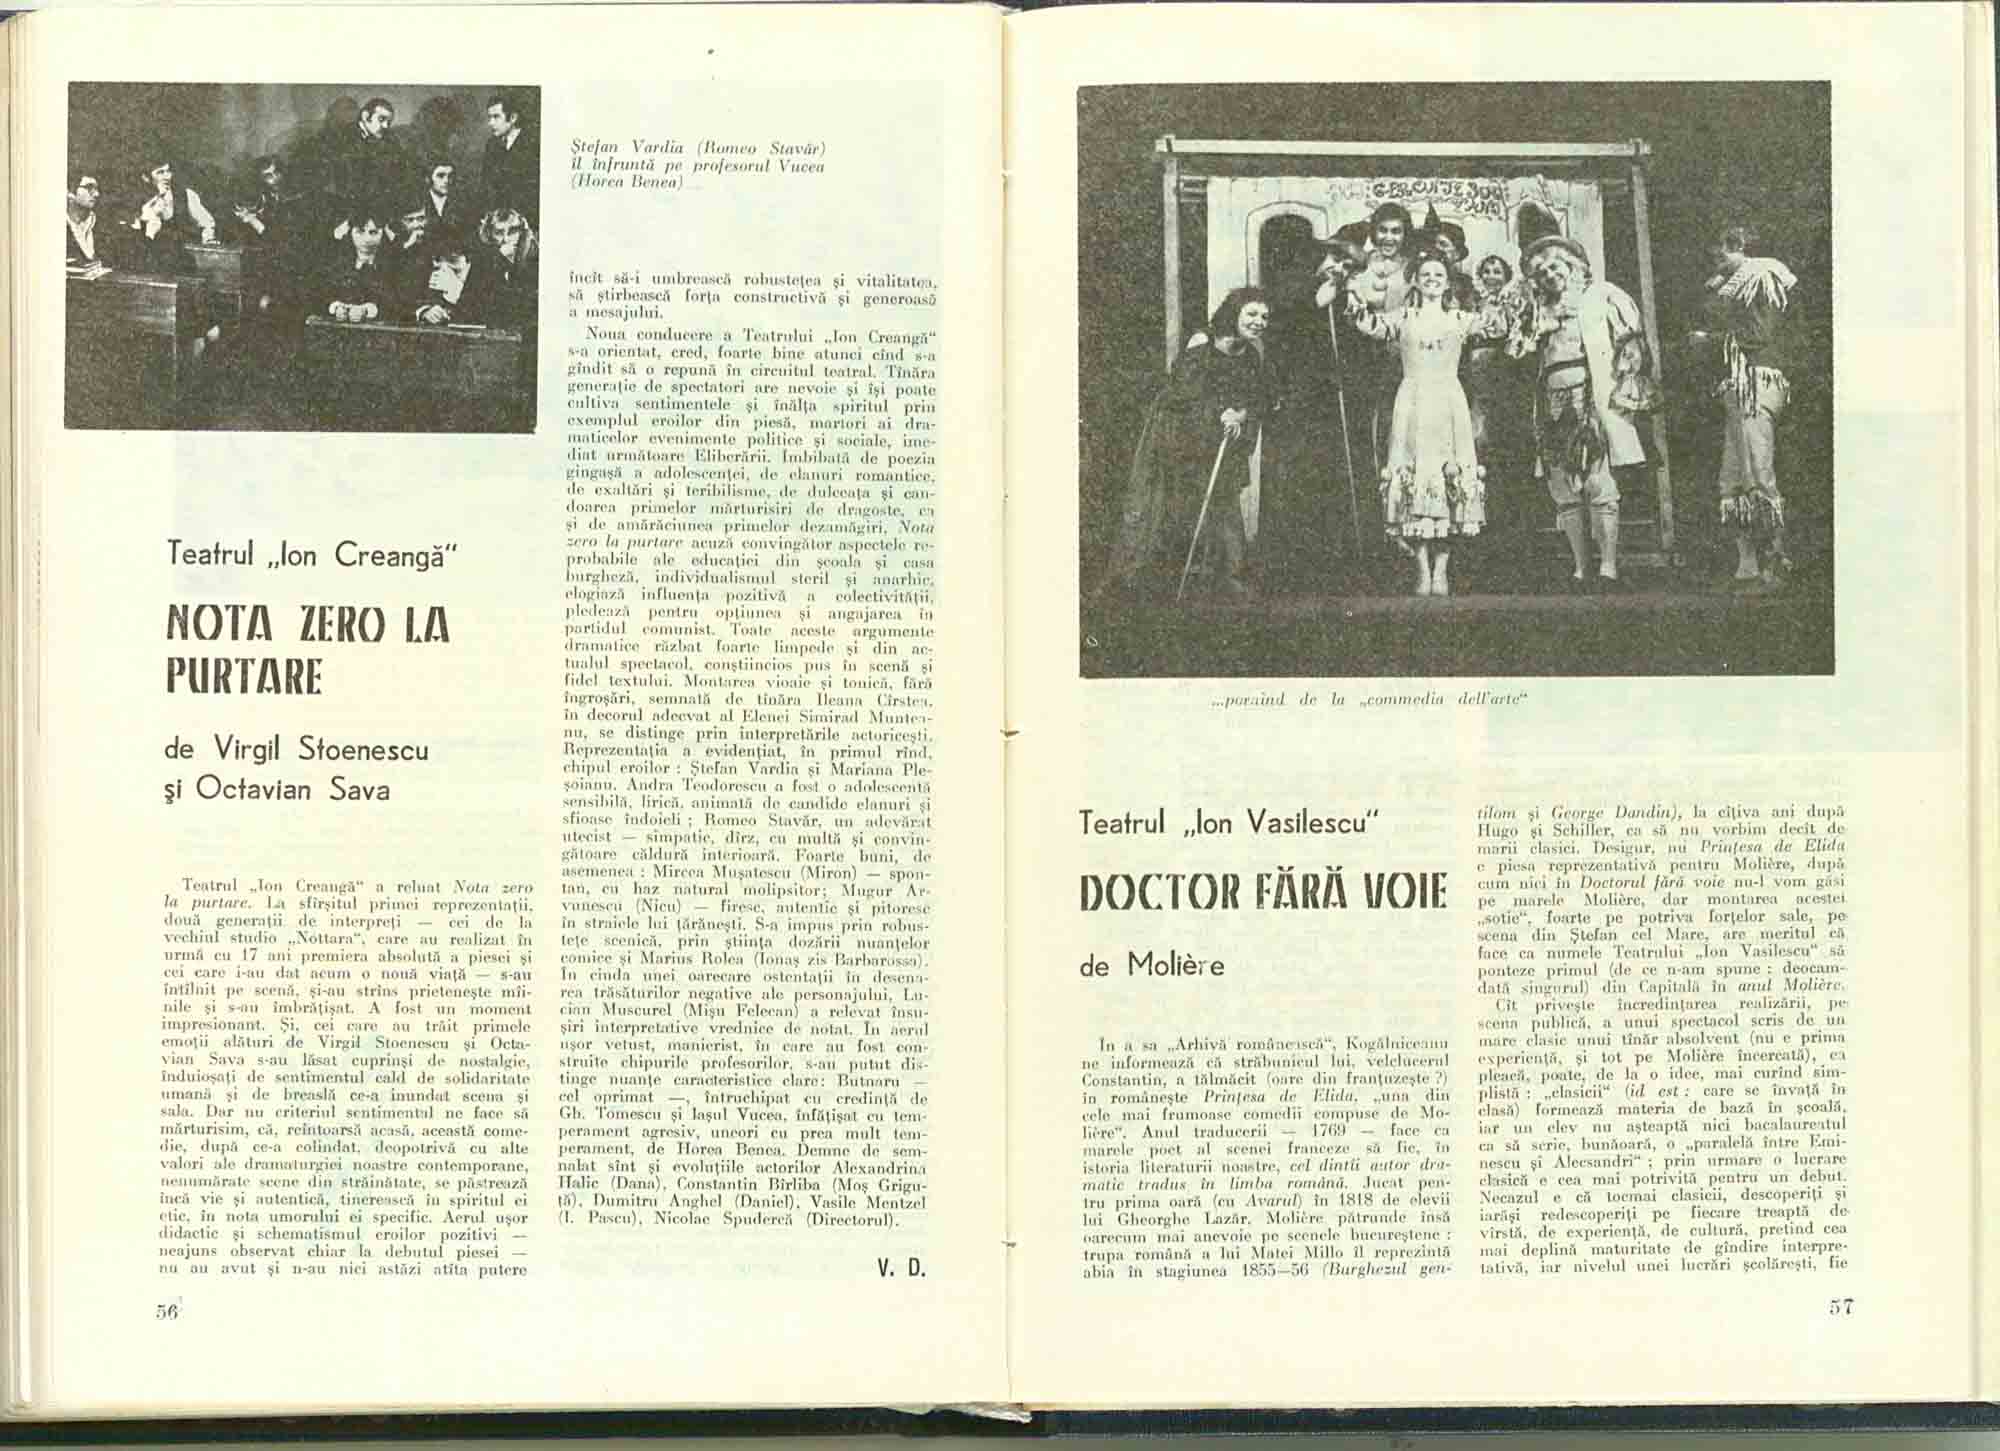 Ştefan Vardia (Romeo Stavăr)
îl înfruntă pe profesorul Vucea
(Horea Benea)
Teatrul „Ion Creangă“
NOTA ZERO LA
PURTARE
de Virgil Stoenescu
şi Octavian Sava
Teatrul „Ion Creangă“ a reluat Nota zero
la purtare. La sfîrşitul primei reprezentaţii,
două generaţii de interpreţi — cei de la
vechiul studio „Nottara“, care au realizat în
urmă cu 17 ani premiera absolută a piesei şi
cei care i-au dat acum o nouă viaţă — s-au
întîlnit pe scenă, şi-au strîns prieteneşte mîi-
nile şi s-au îmbrăţişat. A fost un moment
impresionant. Şi, cei care au trăit primele
emoţii alături de Virgil Stoenescu şi Octa-
vian Sava s-au lăsat cuprinşi de nostalgie,
înduioşaţi de sentimentul cald de solidaritate
umană şi de breaslă ce-a inundat scena şi
sala. Dar nu criteriul sentimental ne face să
mărturisim, că, reîntoarsă acasă, această come-
die, după ce-a colindat, deopotrivă cu alte
valori ale dramaturgiei noastre contemporane,
nenumărate scene din străinătate, se păstrează
încă vie şi autentică, tinerească în spiritul ei
etic, în nota umorului ei specific. Aerul uşor
didactic şi schematismul eroilor pozitivi —
neajuns observat chiar la debutul piesei —
nu au avut şi n-au nici astăzi atîta putere
încît să-i umbrească robusteţea şi vitalitatea,
să ştirbească forţa constructivă şi generoasă
a mesajului.
Noua conducere a Teatrului „Ion Creangă“
s-a orientat, cred, foarte bine atunci cînd s-a
gîndit să o repună în circuitul teatral. Tînăra
generaţie de spectatori are nevoie şi îşi poate
cultiva sentimentele şi înălţa spiritul prin
exemplul eroilor din piesă, martori ai dra-
maticelor evenimente politice şi sociale, ime-
diat următoare Eliberării. Îmbibată de poezia
gingaşă a adolescenţei, de elanuri romantice,
de exaltări şi teribilisme, de dulceaţa şi can-
doarea primelor mărturisiri de dragoste, ca
şi de amărăciunea primelor dezamăgiri, Nota
zero la purtare acuză convingător aspectele re-
probabile ale educaţiei din şcoala şi casa
burgheză, individualismul steril şi anarhic,
elogiază influenţa pozitivă a colectivităţii,
pledează pentru opţiunea şi angajarea în
partidul comunist. Toate aceste argumente
dramatice răzbat foarte limpede şi din ac-
tualul spectacol, conştiincios pus în scenă şi
fidel textului. Montarea vioaie şi tonică, fără
îngroşări, semnată de tînăra Ileana Cîrstea,
în decorul adecvat al Elenei Simirad Muntea-
nu, se distinge prin interpretările actoriceşti.
Reprezentaţia a evidenţiat, în primul rînd,
chipul eroilor : Ştefan Vardia şi Mariana Ple-
şoianu. Andra Teodorescu a fost o adolescentă
sensibilă, lirică, animată de candide elanuri şi
sfioase îndoieli ; Romeo Stavăr, un adevărat
utecist — simpatic, dîrz, cu multă şi convin-
gătoare căldură interioară. Foarte buni, de
asemenea : Mircea Muşatescu (Miron) — spon-
tan, cu haz natural molipsitor; Mugur Ar-
vunescu (Nicu) — firesc, autentic şi pitoresc
în straiele lui ţărăneşti. S-a impus prin robus-
teţe scenică, prin ştiinţa dozării nuanţelor
comice şi Marius Rolea (Ionaş zis Barbarossa).
În ciuda unei oarecare ostentaţii în desena-
rea trăsăturilor negative ale personajului, Lu-
cian Muscurel (Mişu Felecan) a relevat însu-
şiri interpretative vrednice de notat. În aerul
uşor vetust, manierist, în care au fost con-
struite chipurile profesorilor, s-au putut dis-
tinge nuanţe caracteristice clare: Butnaru —
cel oprimat —, întruchipat cu credinţă de
Gh. Tomescu şi Iaşul Vucea, înfăţişat cu tem-
perament agresiv, uneori cu prea mult tem-
perament, de Horea Benea. Demne de sem-
nalat sînt şi evoluţiile actorilor Alexandrina
Halic (Dana), Constantin Bîrliba (Moş Grigu-
ţă), Dumitru Anghel (Daniel), Vasile Mentzel
(I. Pascu), Nicolae Spudercă (Directorul).
V. D.
56
...pornind de la „commedia dell'arte“
Teatrul „Ion Vasilescu“
DOCTOR FĂRĂ VOIE
de Molière
În a sa „Arhivă românească“, Kogălniceanu
ne informează că străbunicul lui, velclucerul
Constantin, a tălmăcit (oare din franţuzeşte ?)
în româneşte Prinţesa de Elida, „una din
cele mai frumoase comedii compuse de Mo-
lière“. Anul traducerii — 1769 — face ca
marele poet al scenei franceze să fie, în
istoria literaturii noastre, cel dintîi autor dra-
matic tradus în limba română. Jucat pen-
tru prima oară (cu Avarul) în 1818 de elevii
lui Gheorghe Lazăr, Molière pătrunde însă
oarecum mai anevoie pe scenele bucureştene :
trupa română a lui Matei Millo îl reprezintă
abia în stagiunea 1855—56 (Burghezul gen-
tilom şi George Dandin), la cîţiva ani după
Hugo şi Schiller, ca să nu vorbim decît de
marii clasici. Desigur, nu Prinţesa de Elida
e piesa reprezentativă pentru Molière, după
cum nici în Doctorul fără voie nu-l vom găsi
pe marele Molière, dar montarea acestei
„sotie“, foarte pe potriva forţelor sale, pe
scena din Ştefan cel Mare, are meritul că
face ca numele Teatrului „Ion Vasilescu“ să
ponteze primul (de ce n-am spune : deocam-
dată singurul) din Capitală în anul Molière.
Cît priveşte încredinţarea realizării, pe
scena publică, a unui spectacol scris de un
mare clasic unui tînăr absolvent (nu e prima
experienţă, şi tot pe Molière încercată), ea
pleacă, poate, de la o idee, mai curînd sim-
plistă : „clasicii“ (id est : care se învaţă în
clasă) formează materia de bază în şcoală,
iar un elev nu aşteaptă nici bacalaureatul
ca să scrie, bunăoară, o „paralelă între Emi-
nescu şi Alecsandri“ ; prin urmare o lucrare
clasică e cea mai potrivită pentru un debut.
Necazul e că tocmai clasicii, descoperiţi şi
iarăşi redescoperiţi pe fiecare treaptă de
vîrstă, de experienţă, de cultură, pretind cea
mai deplină maturitate de gîndire interpre-
tativă, iar nivelul unei lucrări şcolăreşti, fie
57